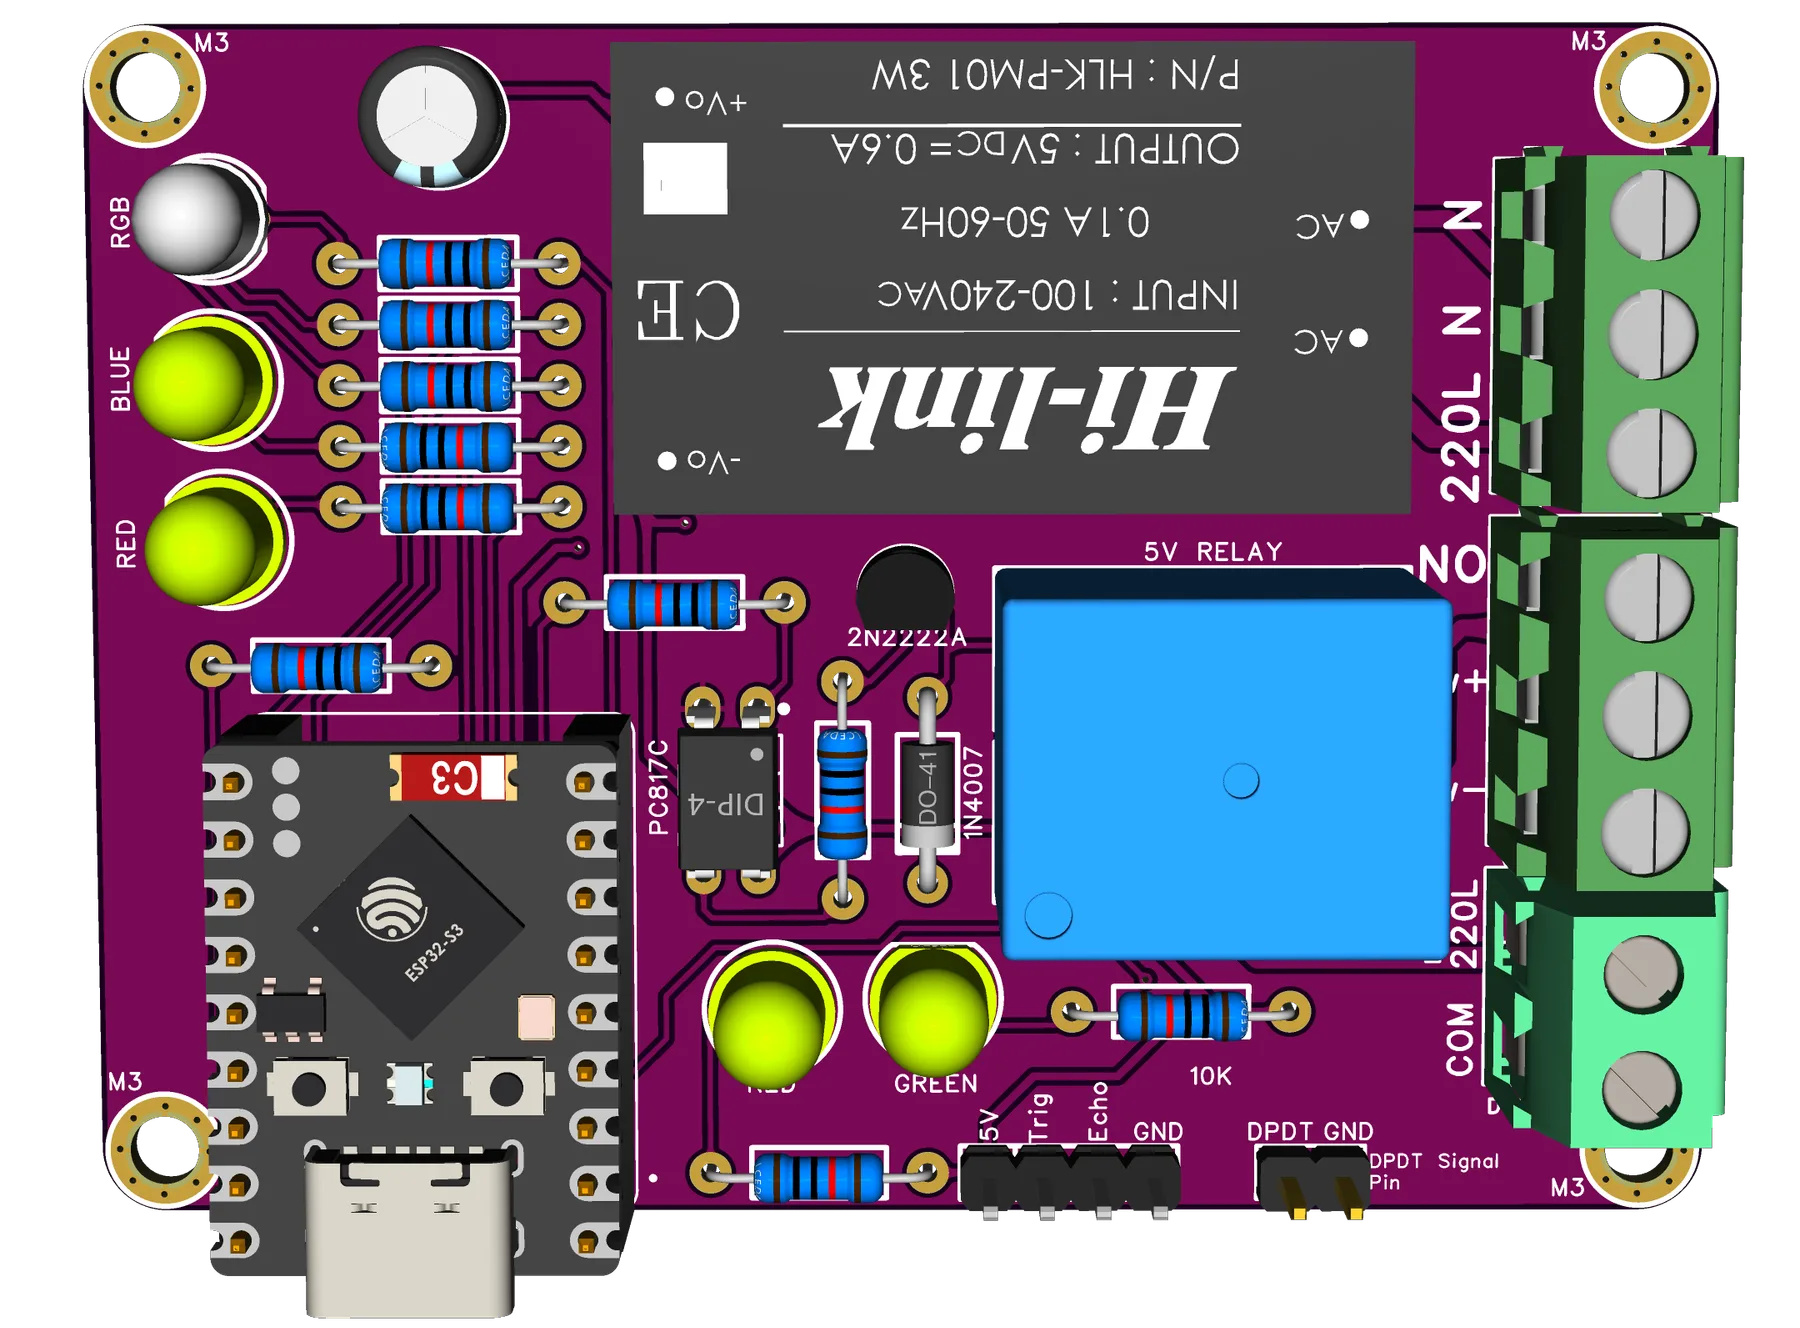 M3
M3
P/N : HLK-PM01 3W
+Vo
OUTPUT : 5VDC= 0.6A
0.1A 50-60Hz
AC
INPUT : 100-240VAC
CE
AC
Hi-link
-Vo
RGB
BLUE
RED
N
N
220L
5V RELAY
NO
2N2222A
PC817C
DIP-4
DO-41
1N4007
C3
ESP32-S3
220L
COM
GREEN
10K
M3
5V
Trig
Echo
GND
DPDT GND
DPDT Signal
Pin
M3